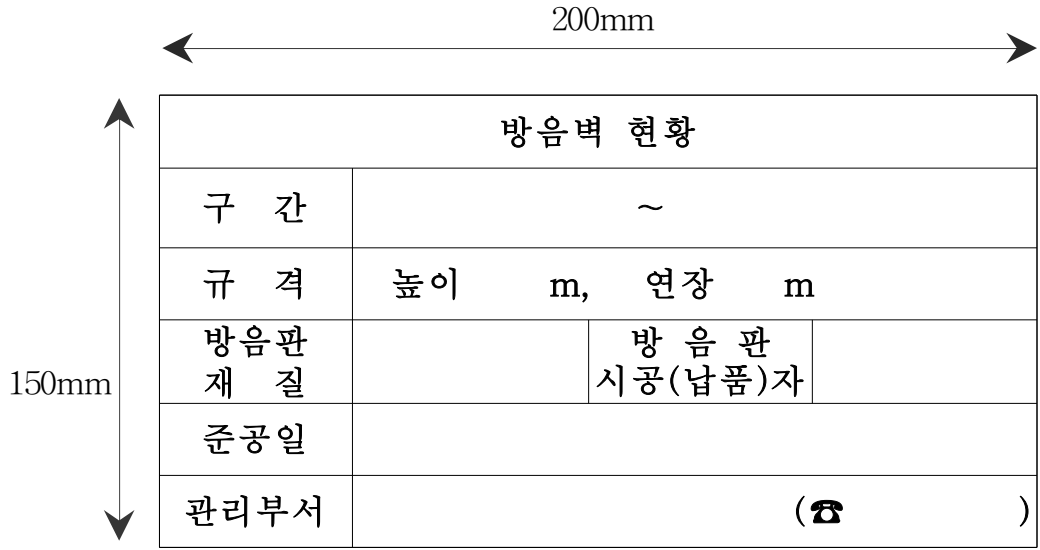 200mm
150mm
방음벽 현황
구 간 ~
규 격 높이 m, 연장 m
방음판 방 음 판
재 질 시공(납품)자
준공일
관리부서 (☎ )